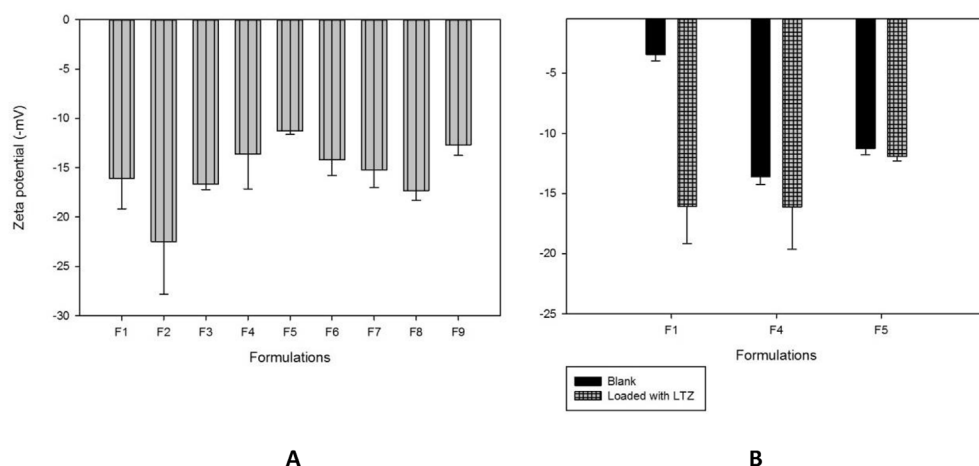 0
-5
-10
-15
-20
-25
-30
Zeta potential (-mV)
F1 F2 F3 F4 F5 F6 F7 F8 F9
Formulations
A
-5
-10
-15
-20
-25
F1 F4 F5
Formulations
Blank
Loaded with LTZ
B